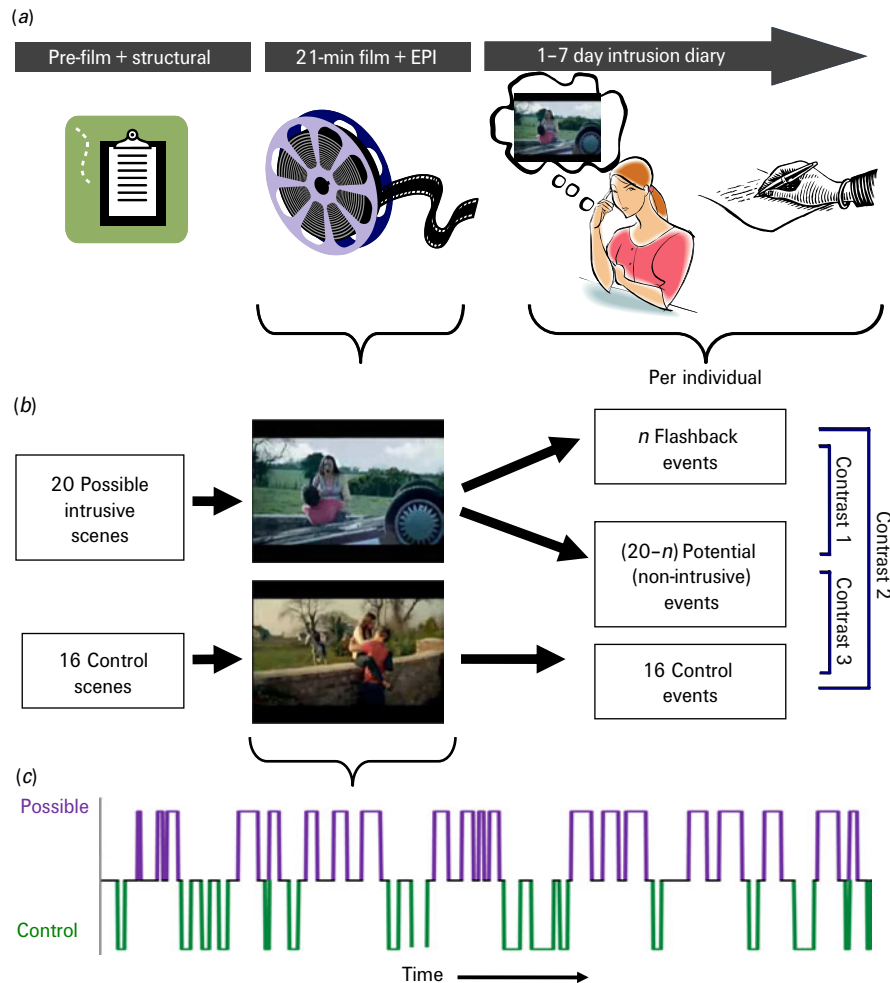 (a)
Pre-film + structural
21-min film + EPI
1–7 day intrusion diary
Per individual
(b)
20 Possible
intrusive
scenes
n Flashback
events
(20–n) Potential
(non-intrusive)
events
16 Control
scenes
16 Control
events
Contrast 1
Contrast 2
Contrast 3
(c)
Possible
Control
Time